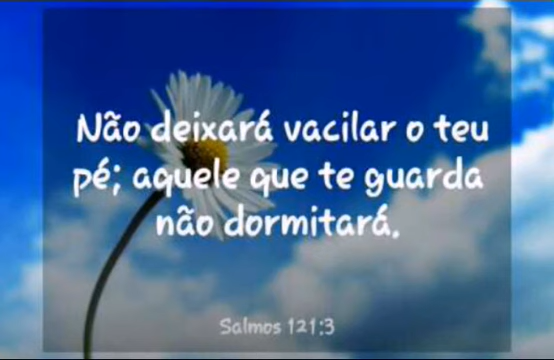 Não deixará vacilar o teu
pé; aquele que te guarda
não dormitará.
Salmos 121:3